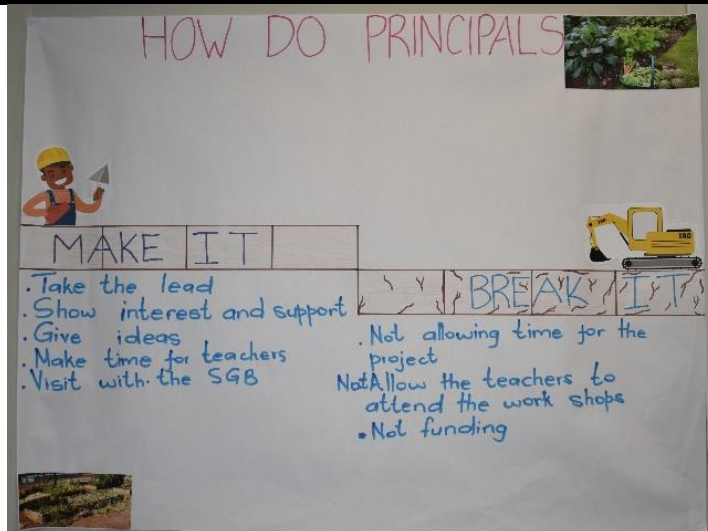 HOW DO PRINCIPALS
MAKE IT
. Take the lead
. Show interest and support
. Give ideas
. Make time for teachers
. Visit with the SGB
BREAK IT
. Not allowing time for the
project
Not Allow the teachers to
attend the work shops
. Not funding